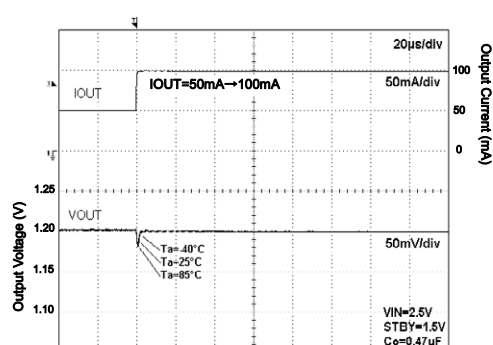 20µs/div
50mA/div
IOUT
IOUT=50mA→100mA
100
50
0
Output Current (mA)
1.25
1.20
1.15
1.10
Output Voltage (V)
VOUT
50mV/div
Ta=-40°C
Ta=25°C
Ta=85°C
VIN=2.5V
STBY=1.5V
Co=0.47uF